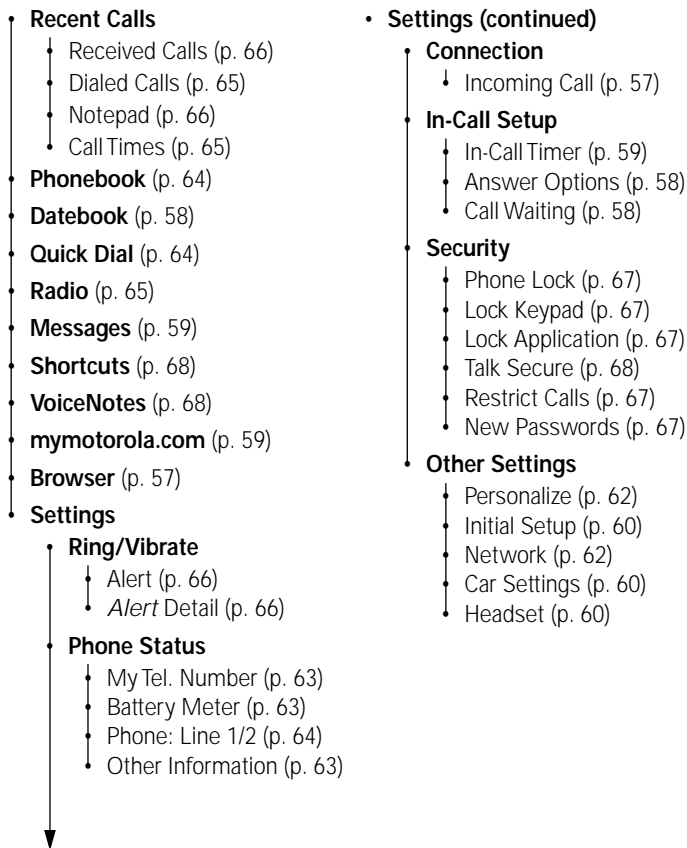 • Recent Calls
• Received Calls (p. 66)
• Dialed Calls (p. 65)
• Notepad (p. 66)
• Call Times (p. 65)
• Phonebook (p. 64)
• Datebook (p. 58)
• Quick Dial (p. 64)
• Radio (p. 65)
• Messages (p. 59)
• Shortcuts (p. 68)
• VoiceNotes (p. 68)
• mymotorola.com (p. 59)
• Browser (p. 57)
• Settings
• Ring/Vibrate
• Alert (p. 66)
• Alert Detail (p. 66)
• Phone Status
• My Tel. Number (p. 63)
• Battery Meter (p. 63)
• Phone: Line 1/2 (p. 64)
• Other Information (p. 63)
• Settings (continued)
• Connection
• Incoming Call (p. 57)
• In-Call Setup
• In-Call Timer (p. 59)
• Answer Options (p. 58)
• Call Waiting (p. 58)
• Security
• Phone Lock (p. 67)
• Lock Keypad (p. 67)
• Lock Application (p. 67)
• Talk Secure (p. 68)
• Restrict Calls (p. 67)
• New Passwords (p. 67)
• Other Settings
• Personalize (p. 62)
• Initial Setup (p. 60)
• Network (p. 62)
• Car Settings (p. 60)
• Headset (p. 60)